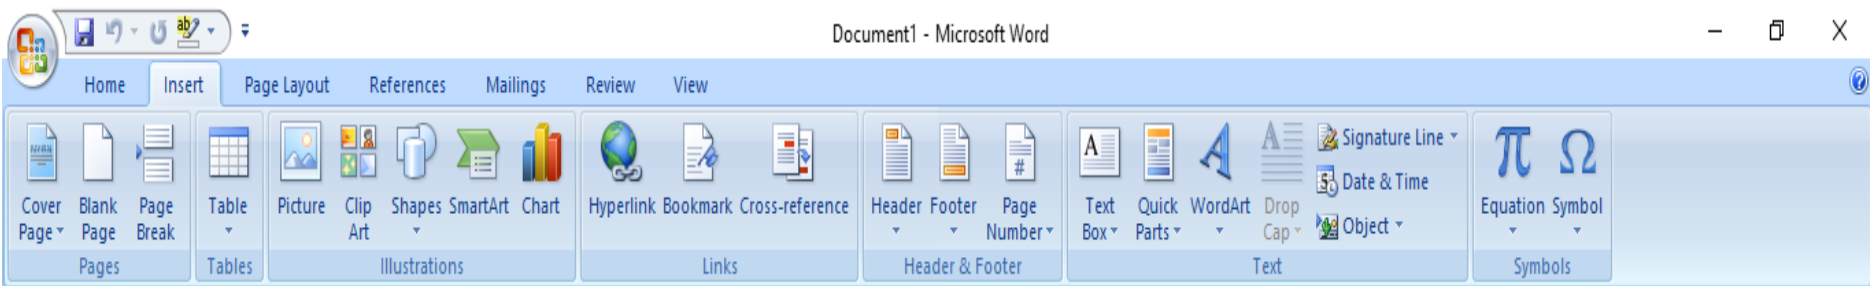 Document1 - Microsoft Word
Home Insert Page Layout References Mailings Review View
Cover Page Blank Page Page Break
Table
Picture Clip Art Shapes SmartArt Chart
Hyperlink Bookmark Cross-reference
Header Footer Page Number
Text Box Quick Parts WordArt Drop Cap
Signature Line
Date & Time
Object
Equation Symbol
Pages Tables Illustrations Links Header & Footer Text Symbols